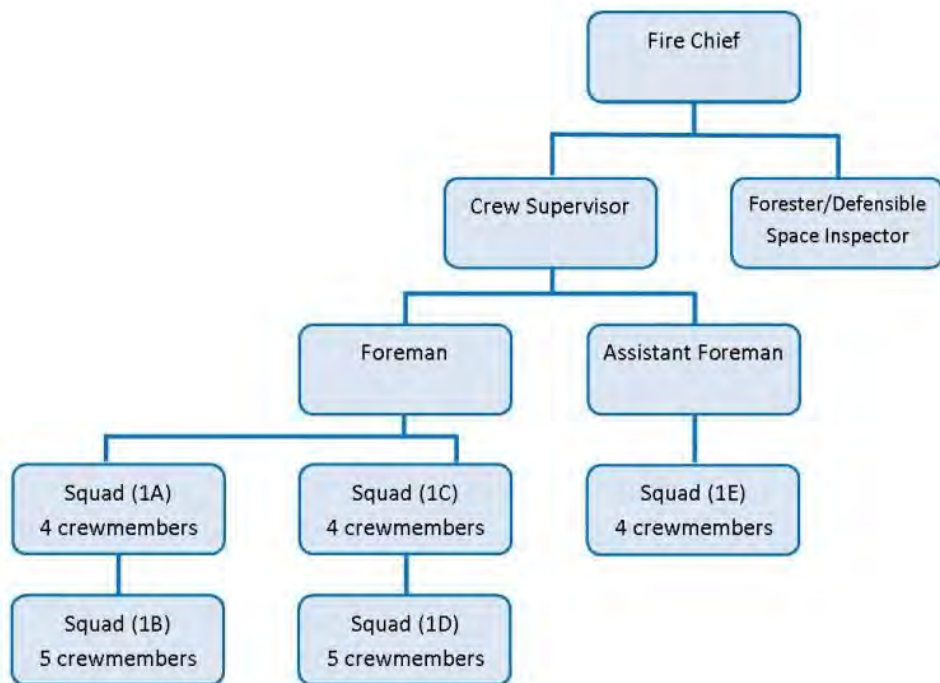 Fire Chief
Crew Supervisor
Forester/Defensible
Space Inspector
Foreman
Assistant Foreman
Squad (1A)
4 crewmembers
Squad (1C)
4 crewmembers
Squad (1E)
4 crewmembers
Squad (1B)
5 crewmembers
Squad (1D)
5 crewmembers